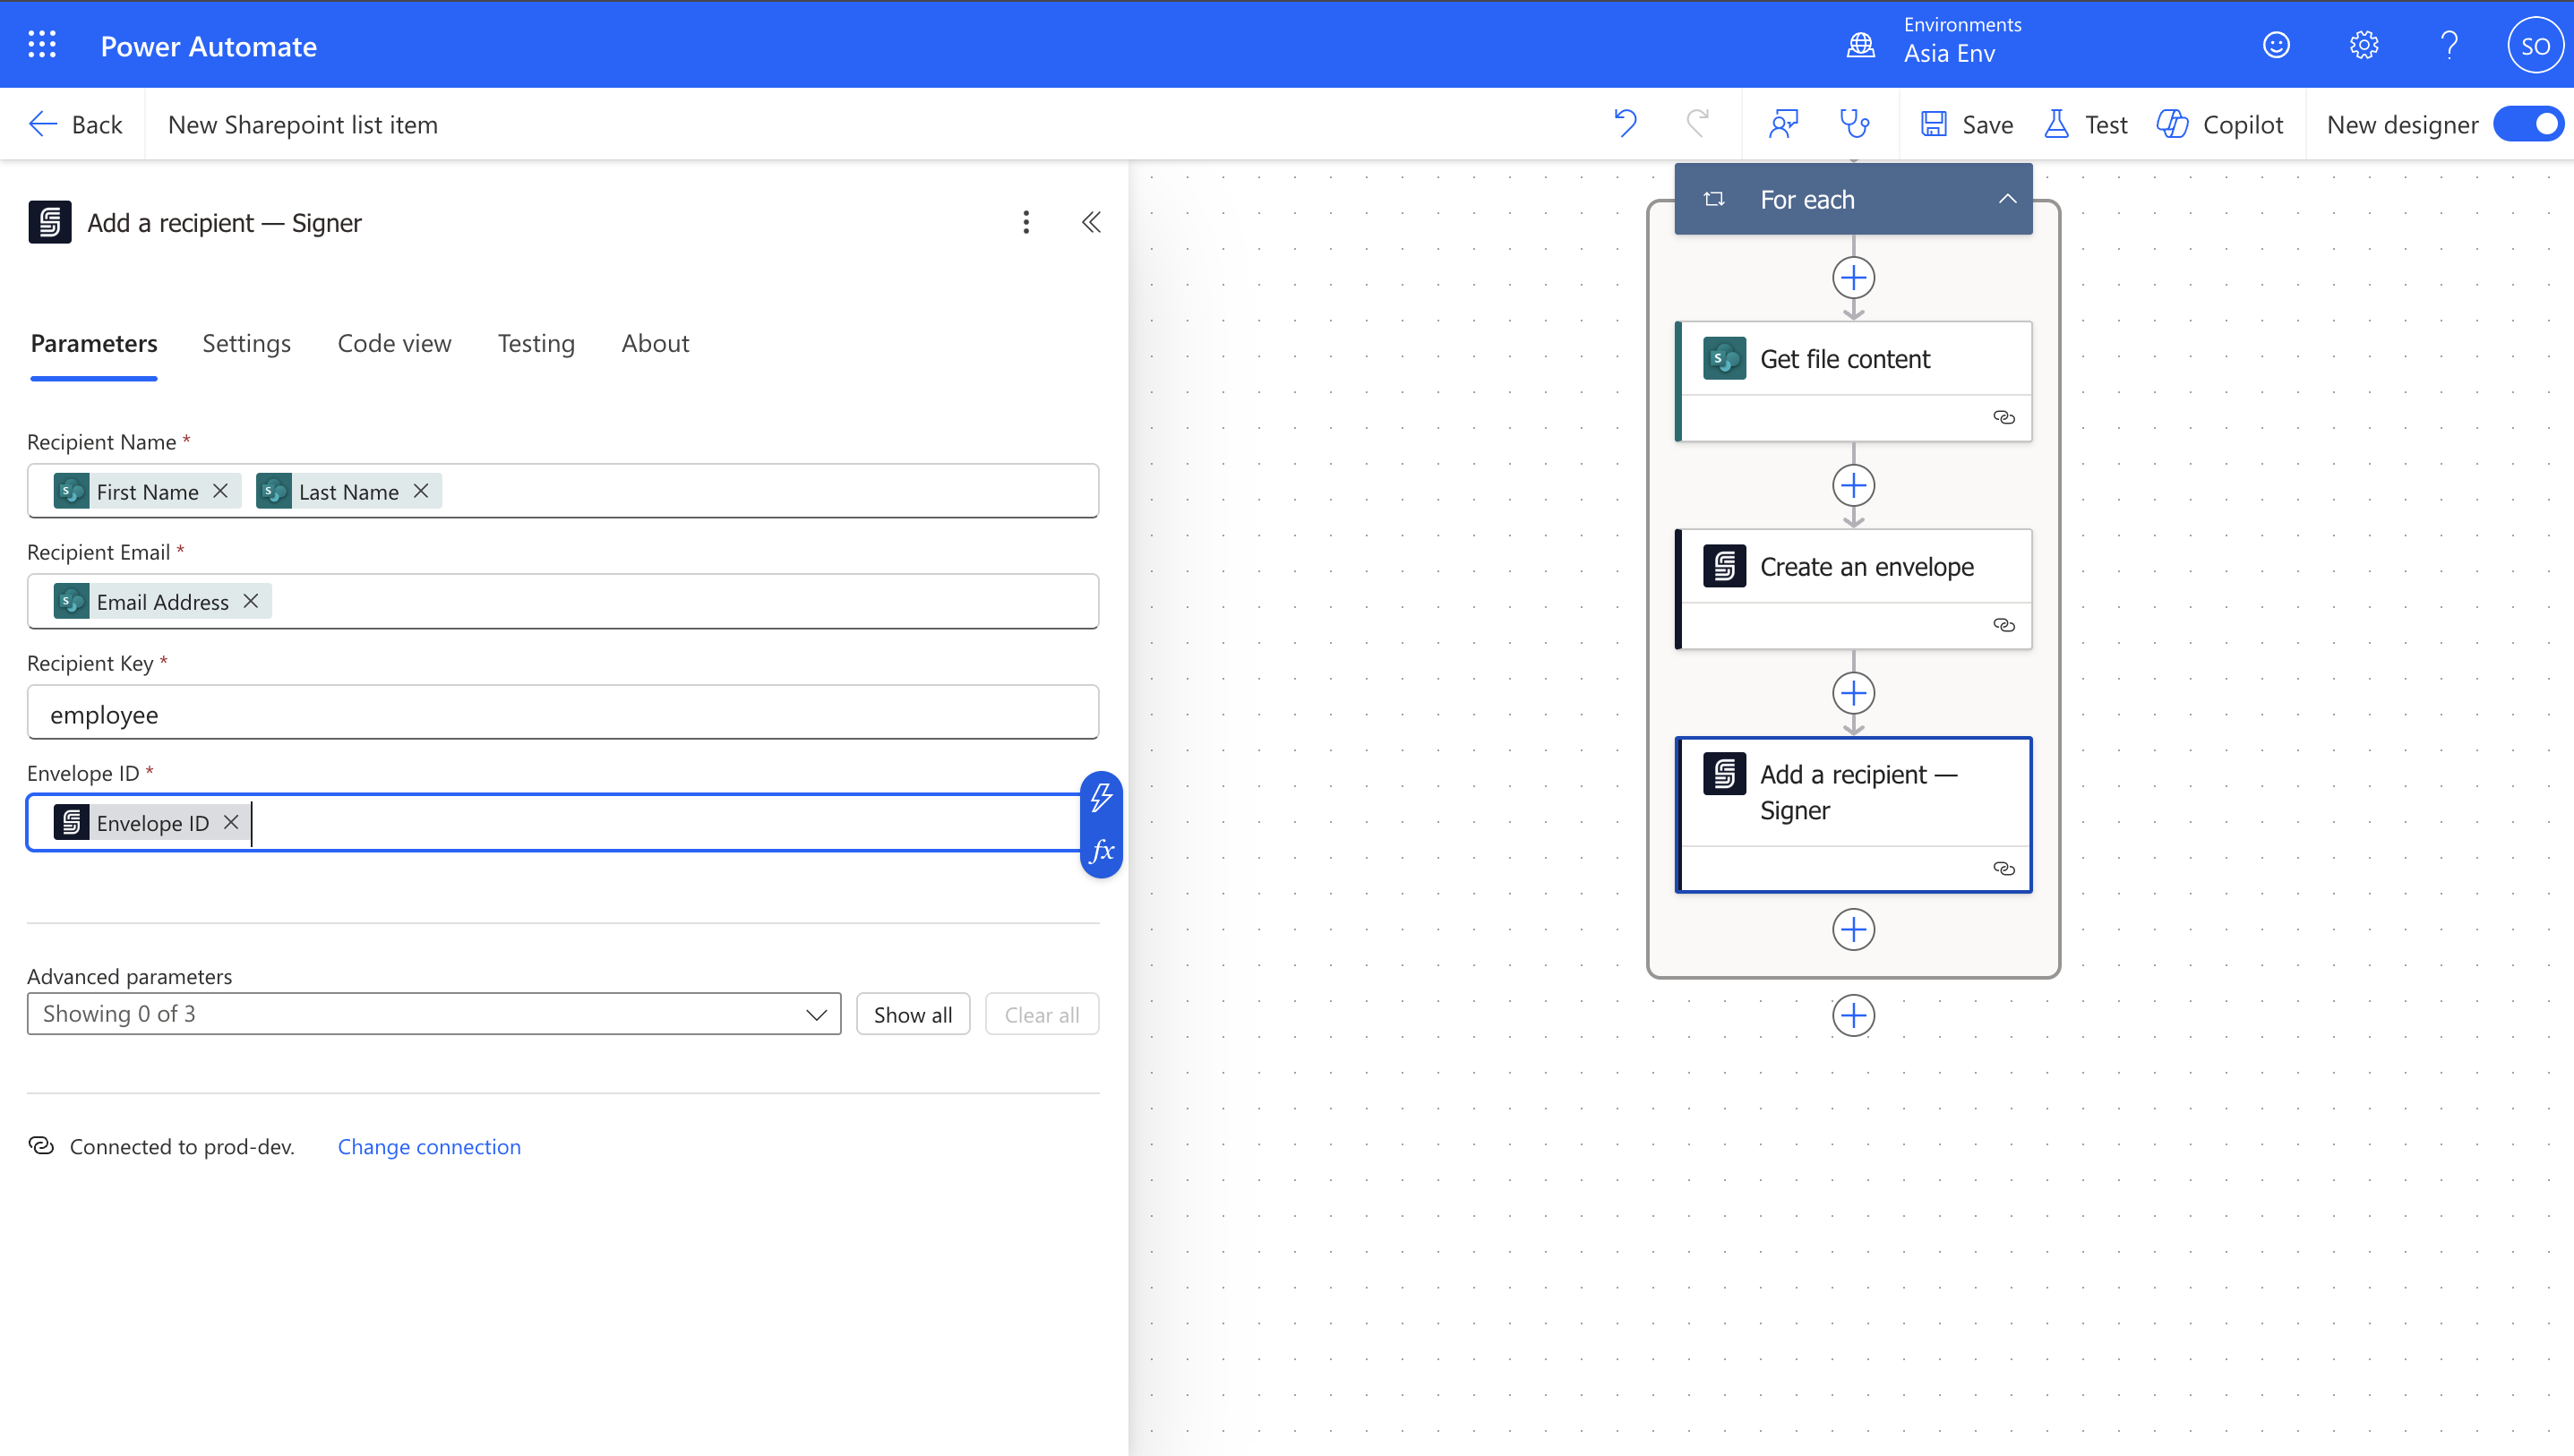 Power Automate
Environments
Asia Env
SO
Back
New Sharepoint list item
Save
Test
Copilot
New designer
Add a recipient — Signer
Parameters
Settings
Code view
Testing
About
Recipient Name *
First Name
Last Name
Recipient Email *
Email Address
Recipient Key *
employee
Envelope ID *
Envelope ID
fx
Advanced parameters
Showing 0 of 3
Show all
Clear all
Connected to prod-dev.
Change connection
For each
Get file content
Create an envelope
Add a recipient —
Signer